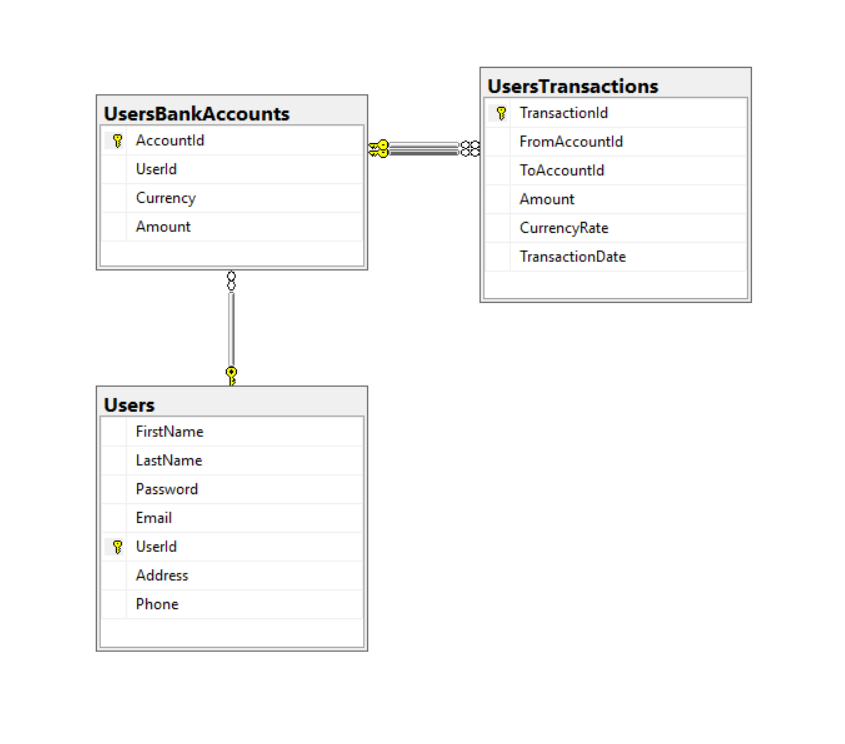 UsersBankAccounts
AccountId
UserId
Currency
Amount
UsersTransactions
TransactionId
FromAccountId
ToAccountId
Amount
CurrencyRate
TransactionDate
Users
FirstName
LastName
Password
Email
UserId
Address
Phone